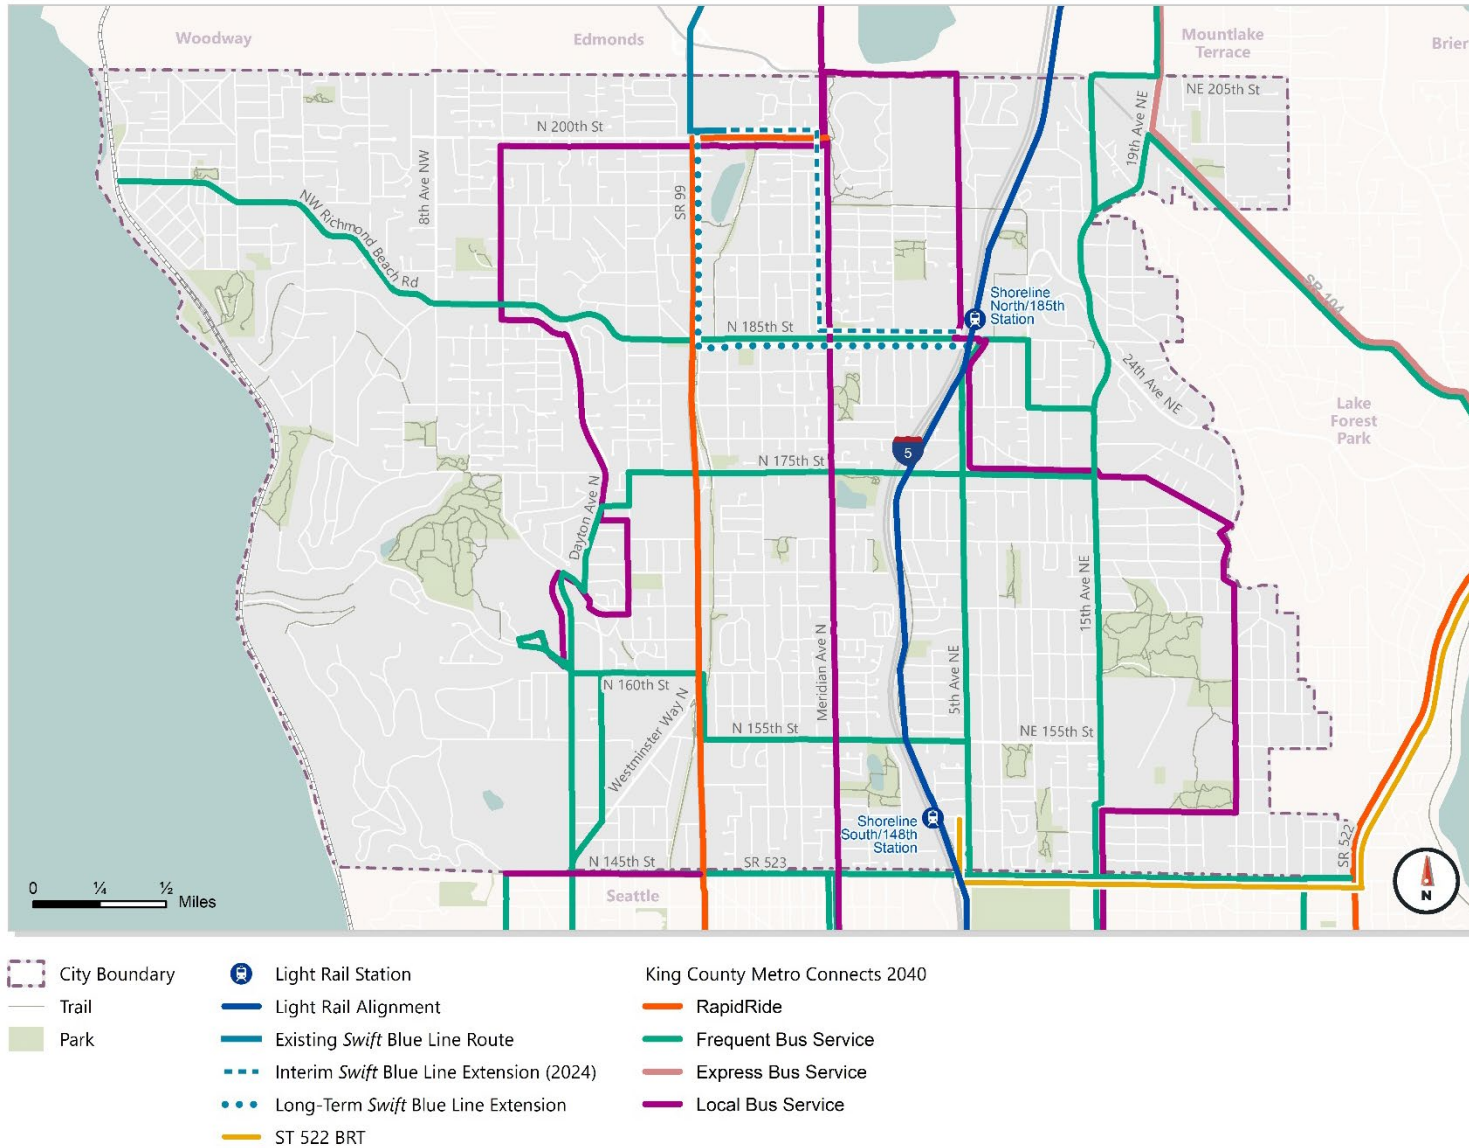 Woodway
Edmonds
Mountlake
Terrace
Brier
NE 205th St
N 200th St
19th Ave NE
8th Ave NW
SR 99
NW Richmond Beach Rd
SR 104
Shoreline
North/185th
Station
N 185th St
24th Ave NE
Lake
Forest
Park
5
N 175th St
Dayton Ave N
15th Ave NE
Meridian Ave N
5th Ave NE
N 160th St
Westminster Way N
N 155th St
NE 155th St
Shoreline
South/148th
Station
SR 522
N 145th St
SR 523
Seattle
0 ¼ ½ Miles
N
City Boundary
Trail
Park
Light Rail Station
Light Rail Alignment
Existing Swift Blue Line Route
Interim Swift Blue Line Extension (2024)
Long-Term Swift Blue Line Extension
ST 522 BRT
King County Metro Connects 2040
RapidRide
Frequent Bus Service
Express Bus Service
Local Bus Service